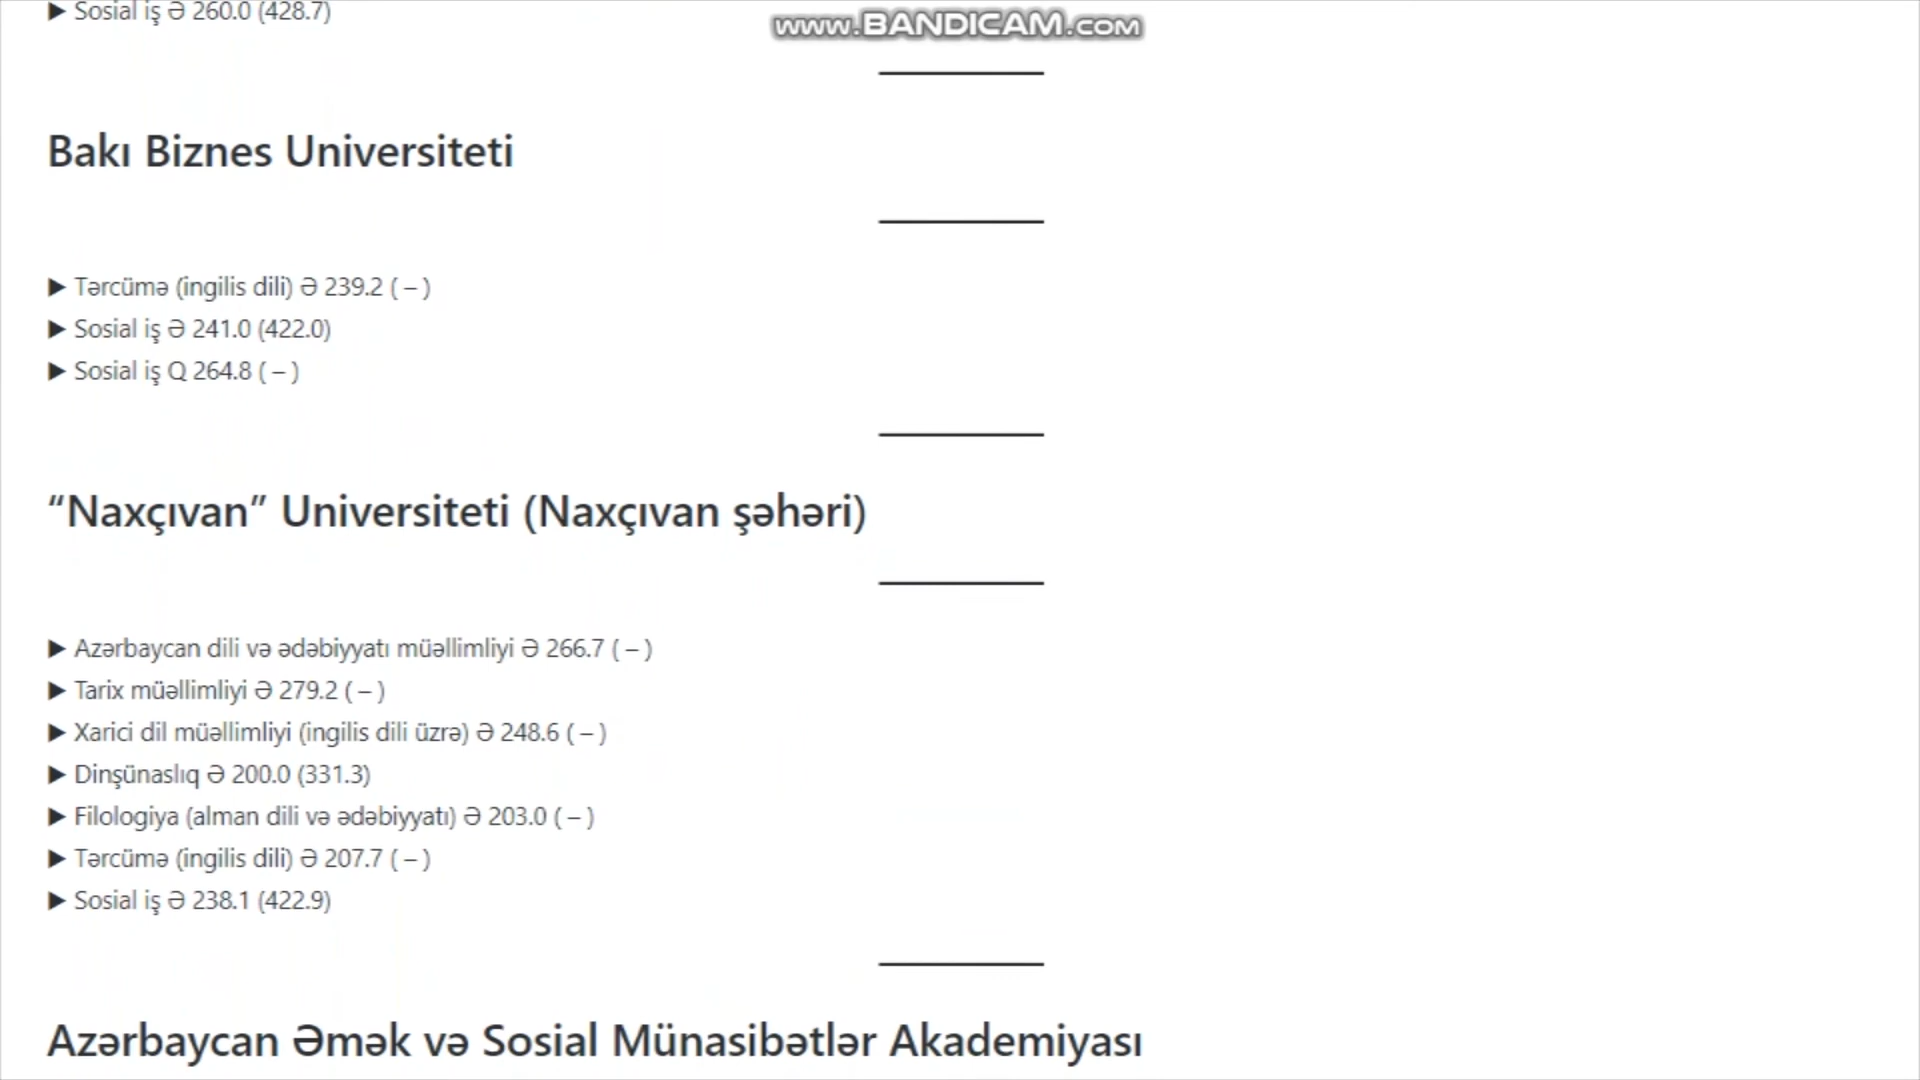 ► Sosial iş Ə 260.0 (428.7)
www.BANDICAM.com
Bakı Biznes Universiteti
► Tərcümə (ingilis dili) Ə 239.2 ( – )
► Sosial iş Ə 241.0 (422.0)
► Sosial iş Q 264.8 ( – )
“Naxçıvan” Universiteti (Naxçıvan şəhəri)
► Azərbaycan dili və ədəbiyyatı müəllimliyi Ə 266.7 ( – )
► Tarix müəllimliyi Ə 279.2 ( – )
► Xarici dil müəllimliyi (ingilis dili üzrə) Ə 248.6 ( – )
► Dinşünaslıq Ə 200.0 (331.3)
► Filologiya (alman dili və ədəbiyyatı) Ə 203.0 ( – )
► Tərcümə (ingilis dili) Ə 207.7 ( – )
► Sosial iş Ə 238.1 (422.9)
Azərbaycan Əmək və Sosial Münasibətlər Akademiyası